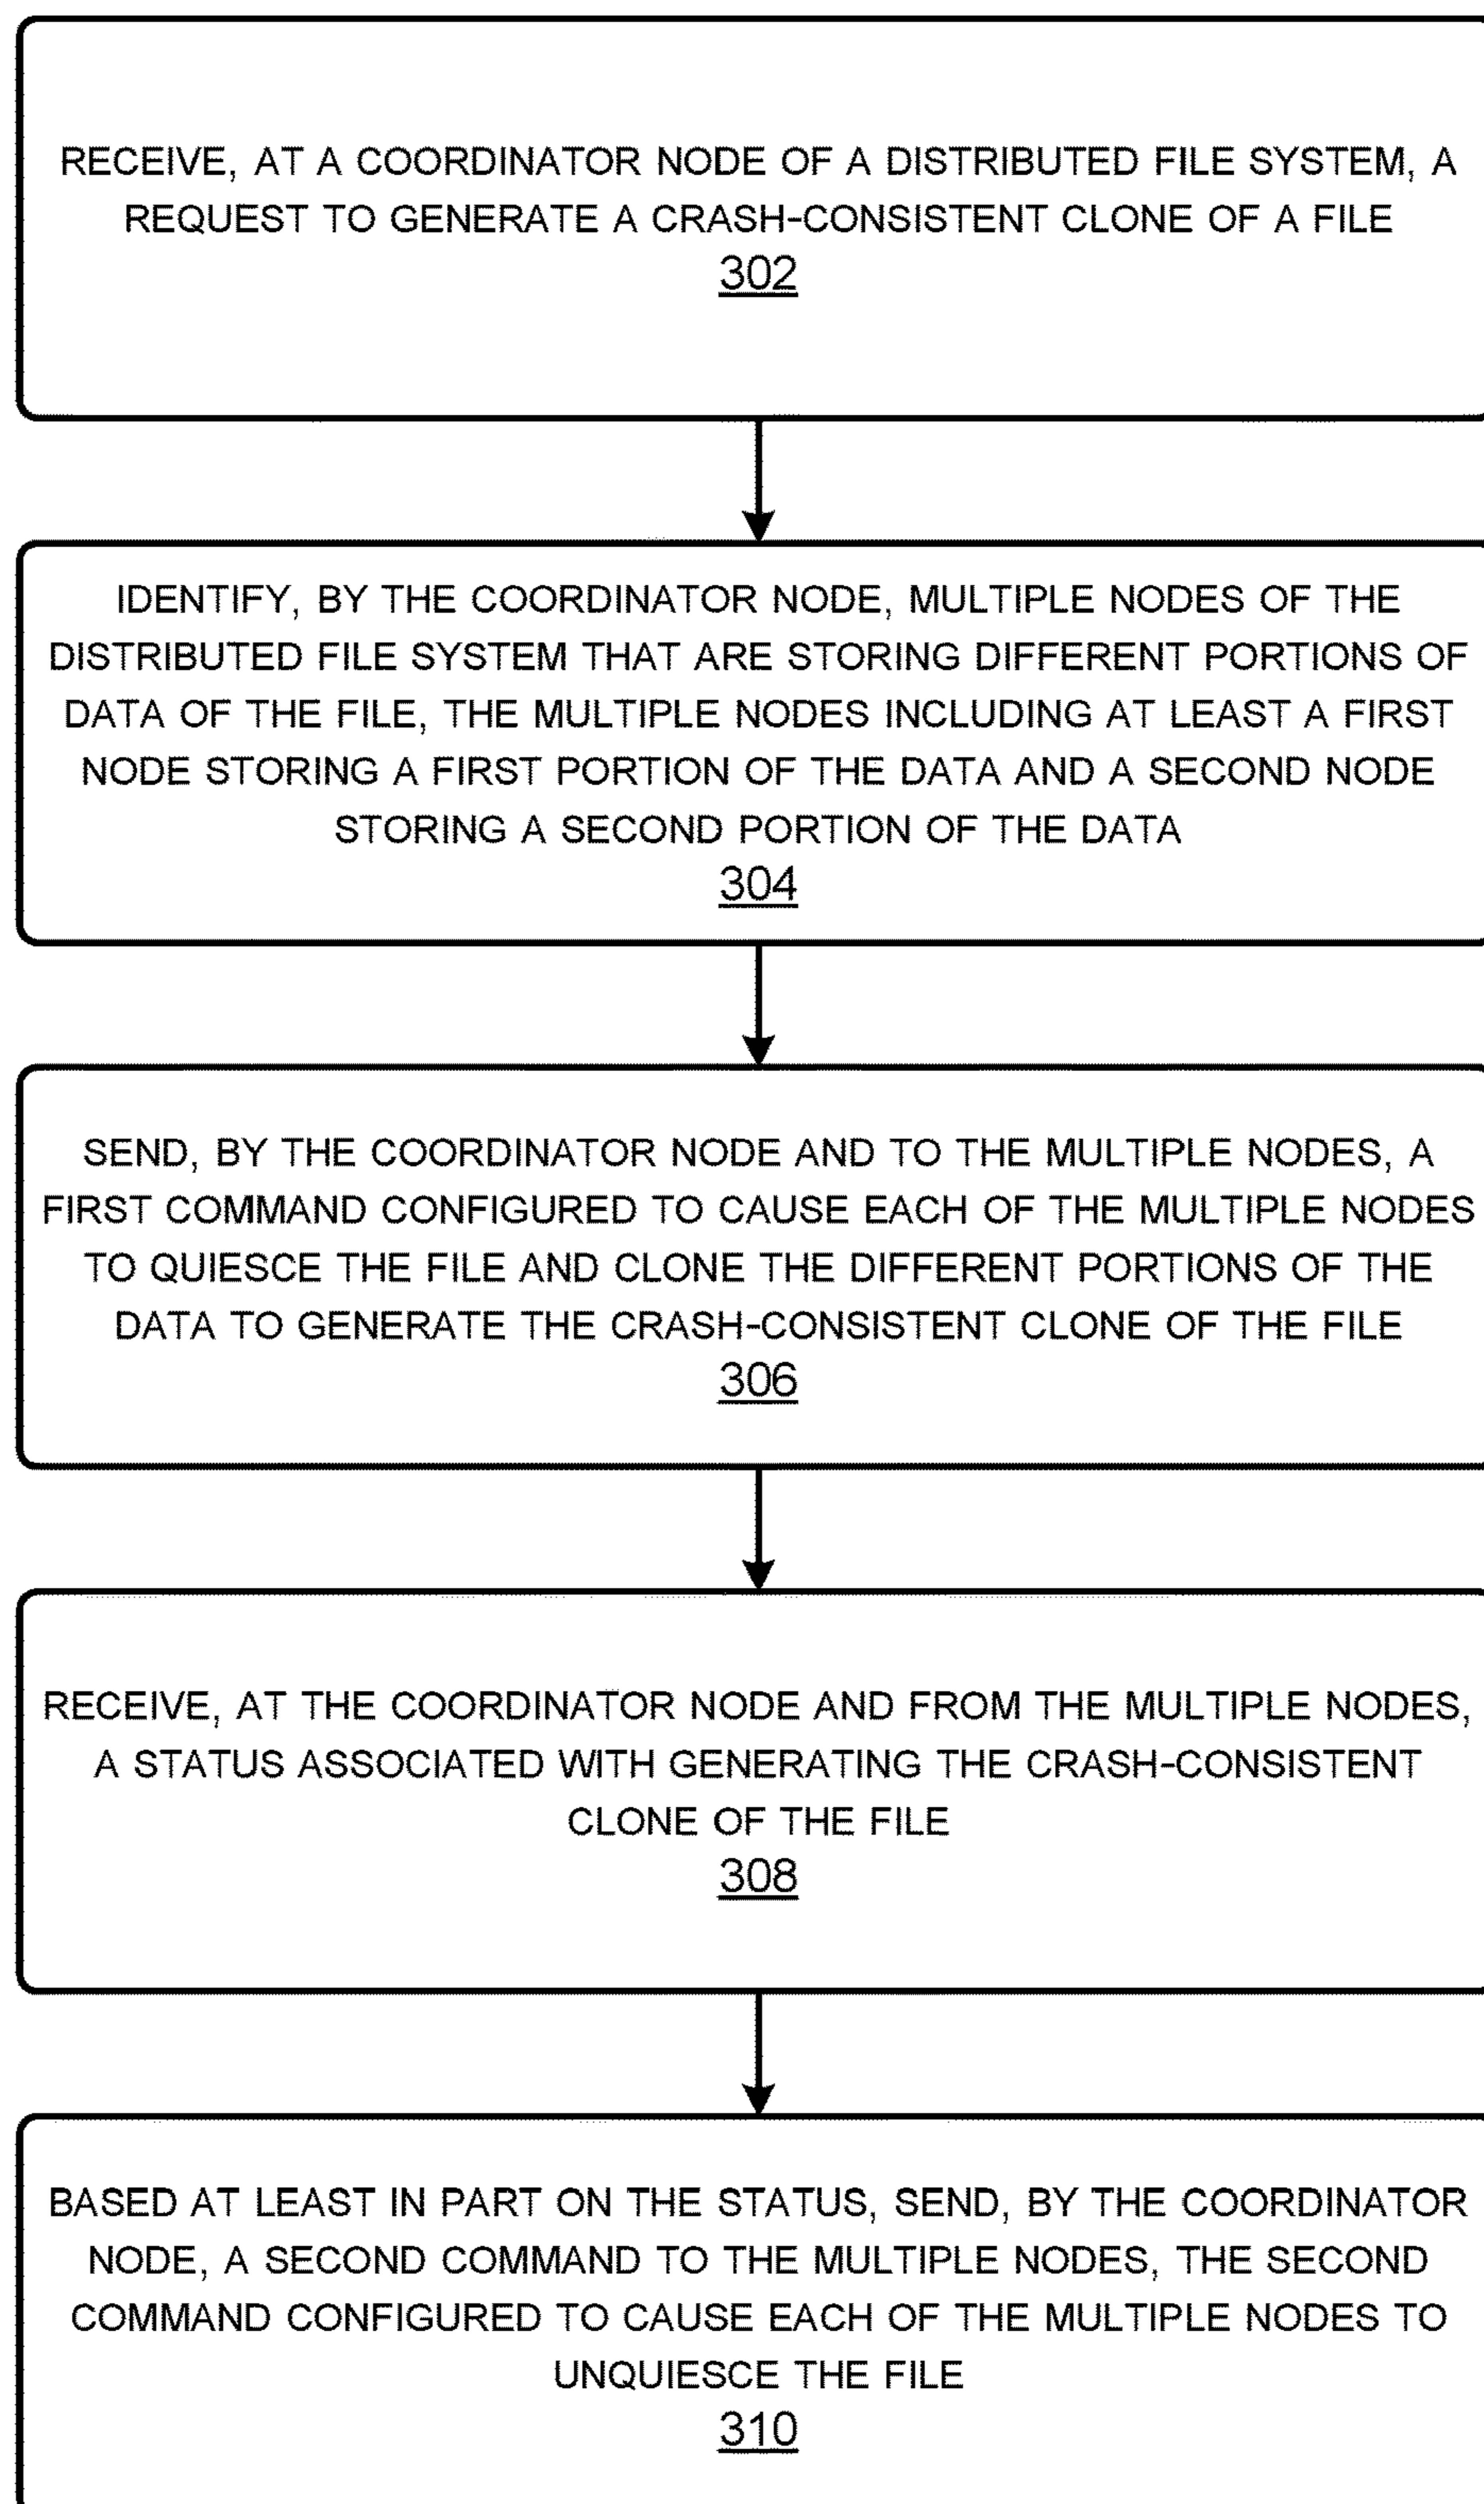 RECEIVE, AT A COORDINATOR NODE OF A DISTRIBUTED FILE SYSTEM, A
REQUEST TO GENERATE A CRASH-CONSISTENT CLONE OF A FILE
302
IDENTIFY, BY THE COORDINATOR NODE, MULTIPLE NODES OF THE
DISTRIBUTED FILE SYSTEM THAT ARE STORING DIFFERENT PORTIONS OF
DATA OF THE FILE, THE MULTIPLE NODES INCLUDING AT LEAST A FIRST
NODE STORING A FIRST PORTION OF THE DATA AND A SECOND NODE
STORING A SECOND PORTION OF THE DATA
304
SEND, BY THE COORDINATOR NODE AND TO THE MULTIPLE NODES, A
FIRST COMMAND CONFIGURED TO CAUSE EACH OF THE MULTIPLE NODES
TO QUIESCE THE FILE AND CLONE THE DIFFERENT PORTIONS OF THE
DATA TO GENERATE THE CRASH-CONSISTENT CLONE OF THE FILE
306
RECEIVE, AT THE COORDINATOR NODE AND FROM THE MULTIPLE NODES,
A STATUS ASSOCIATED WITH GENERATING THE CRASH-CONSISTENT
CLONE OF THE FILE
308
BASED AT LEAST IN PART ON THE STATUS, SEND, BY THE COORDINATOR
NODE, A SECOND COMMAND TO THE MULTIPLE NODES, THE SECOND
COMMAND CONFIGURED TO CAUSE EACH OF THE MULTIPLE NODES TO
UNQUIESCE THE FILE
310